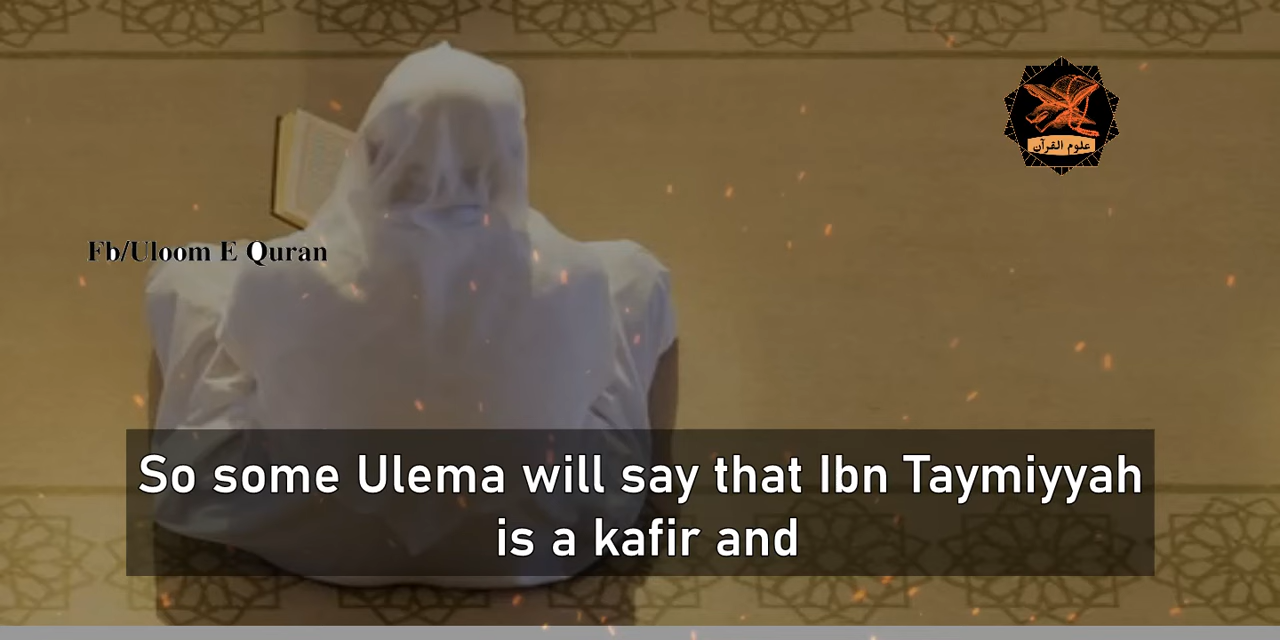 علوم القرآن
Fb/Uloom E Quran
So some Ulema will say that Ibn Taymiyyah
is a kafir and